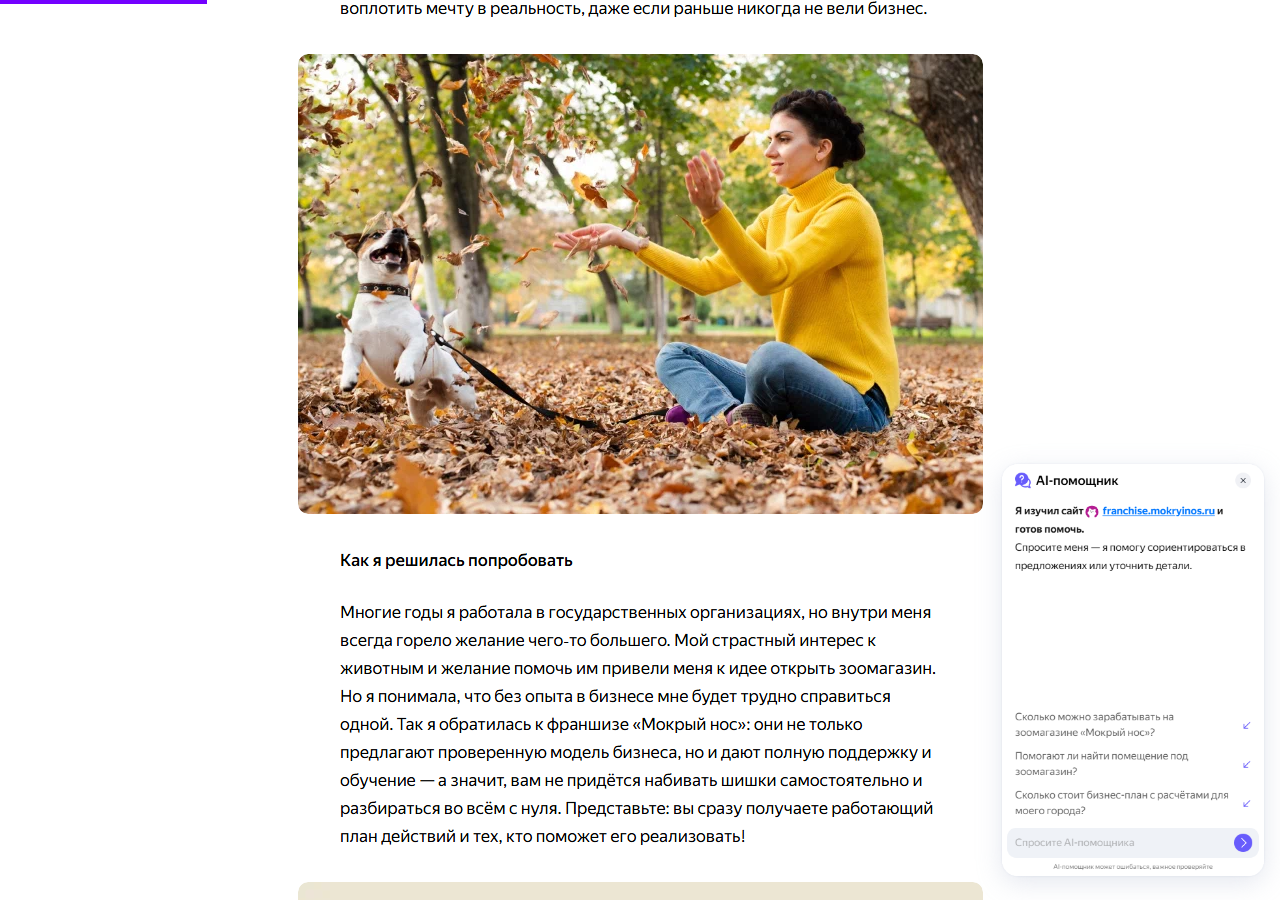 воплотить мечту в реальность, даже если раньше никогда не вели бизнес.
Как я решилась попробовать
Многие годы я работала в государственных организациях, но внутри меня
всегда горело желание чего-то большего. Мой страстный интерес к
животным и желание помочь им привели меня к идее открыть зоомагазин.
Но я понимала, что без опыта в бизнесе мне будет трудно справиться
одной. Так я обратилась к франшизе «Мокрый нос»: они не только
предлагают проверенную модель бизнеса, но и дают полную поддержку и
обучение — а значит, вам не придётся набивать шишки самостоятельно и
разбираться во всём с нуля. Представьте: вы сразу получаете работающий
план действий и тех, кто поможет его реализовать!
AI-помощник
Я изучил сайт franchise.mokryinos.ru и
готов помочь.
Спросите меня — я помогу сориентироваться в
предложениях или уточнить детали.
Сколько можно зарабатывать на
зоомагазине «Мокрый нос»?
Помогают ли найти помещение под
зоомагазин?
Сколько стоит бизнес-план с расчётами для
моего города?
Спросите AI-помощника
AI-помощник может ошибаться, важное проверяйте